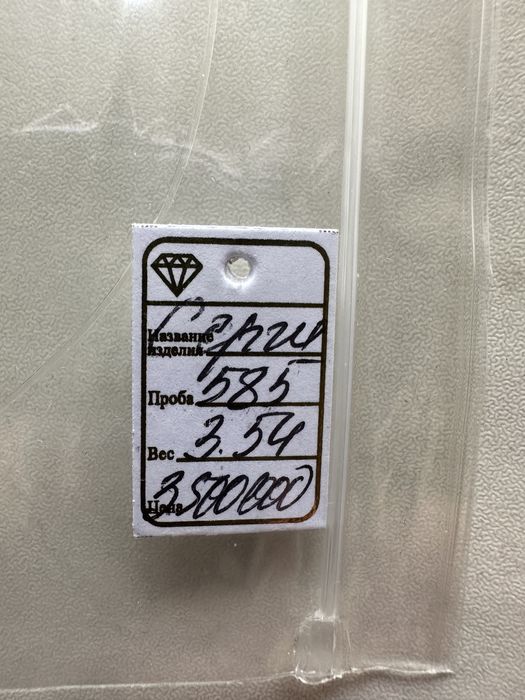 Название
изделия Серги
Проба 585
Вес 3.54
Цена 3500000